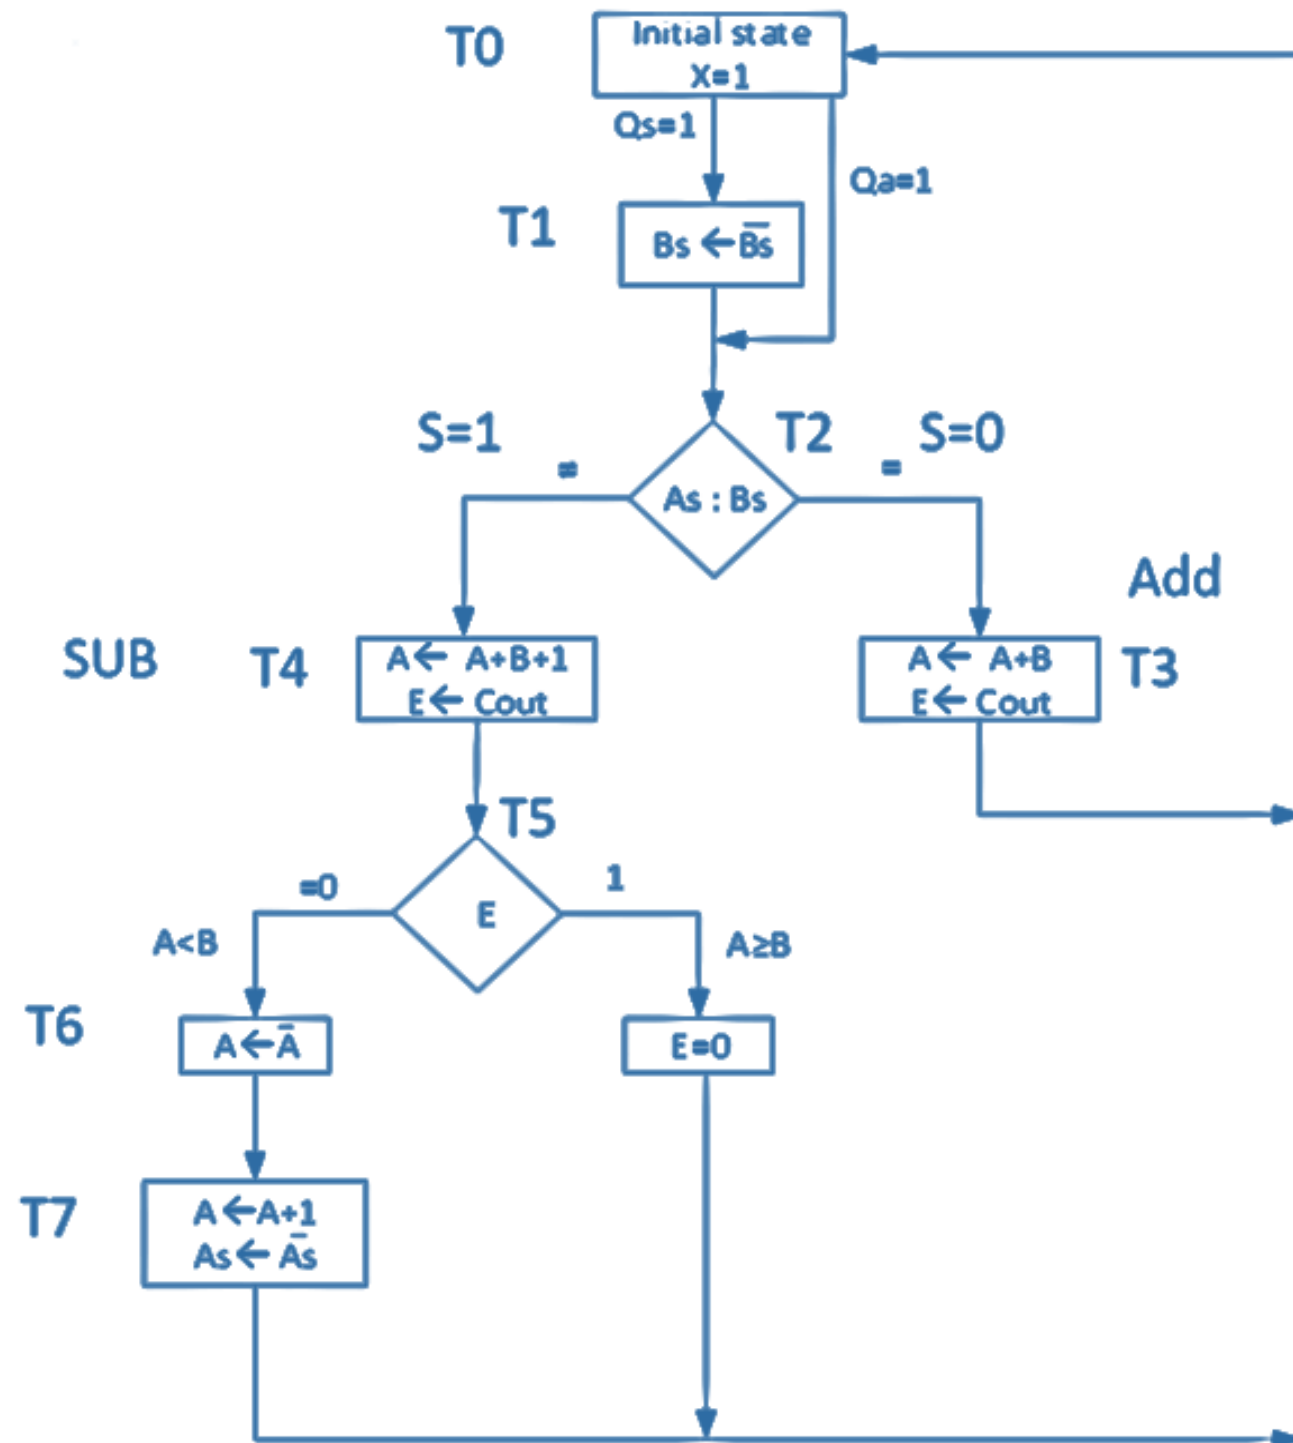 T0
Initial state
X=1
Qs=1
Qa=1
T1
Bs ← B̅s̅
S=1
T2
S=0
≠
=
As : Bs
Add
SUB
T4
A← A+B+1
E← Cout
A← A+B
E← Cout
T3
T5
=0
1
E
A<B
A≥B
T6
A←A̅
E=0
T7
A←A+1
As← A̅s̅